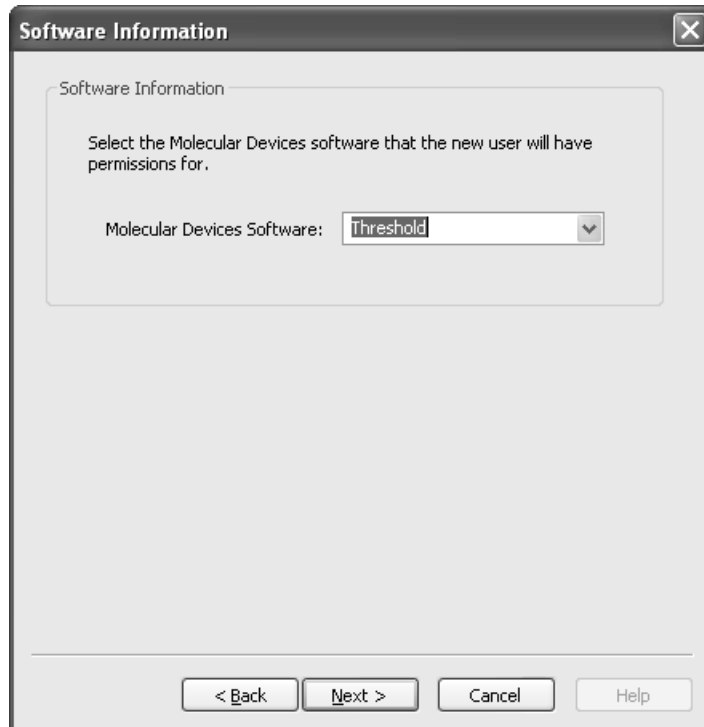 Software Information
Software Information
Select the Molecular Devices software that the new user will have
permissions for.
Molecular Devices Software: Threshold
< Back Next > Cancel Help